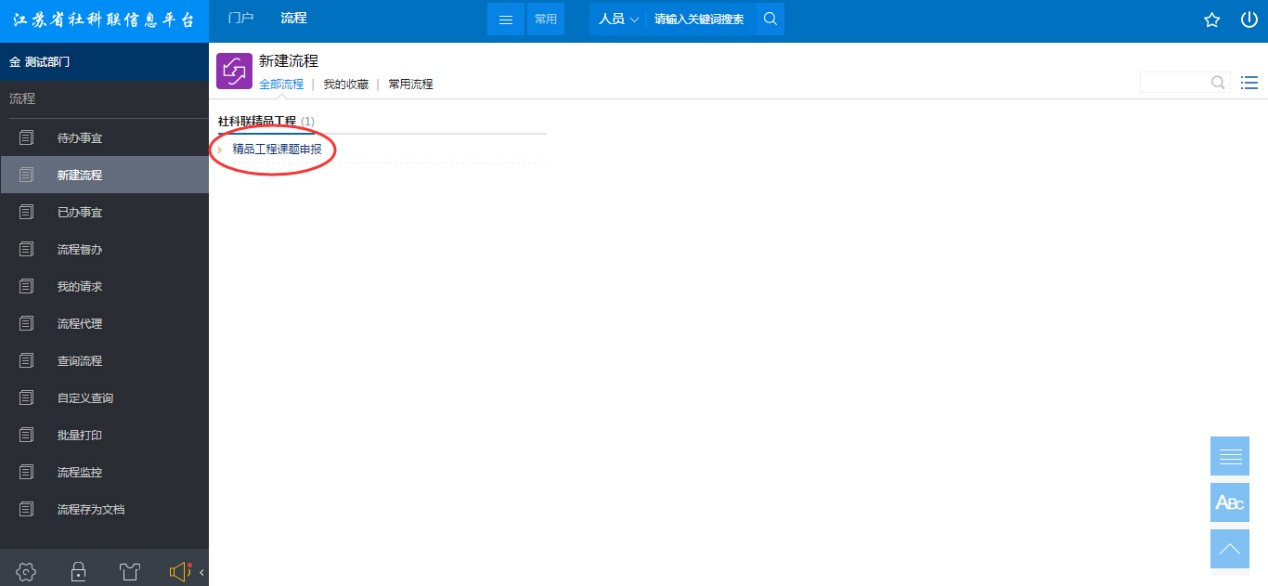 江苏省社科联信息平台
门户 流程
常用
人员 请输入关键词搜索
金 测试部门
流程
待办事宜
新建流程
已办事宜
流程督办
我的请求
流程代理
查询流程
自定义查询
批量打印
流程监控
流程存为文档
新建流程
全部流程 | 我的收藏 | 常用流程
社科联精品工程 (1)
精品工程课题申报
ABC